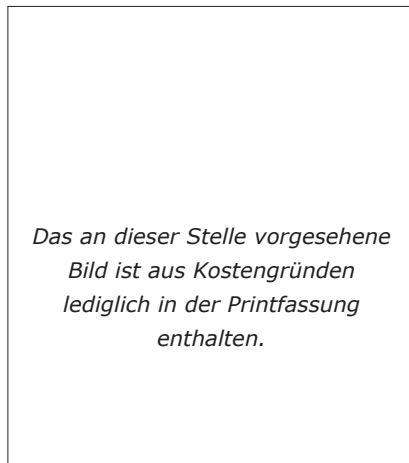 Das an dieser Stelle vorgesehene
Bild ist aus Kostengründen
lediglich in der Printfassung
enthalten.